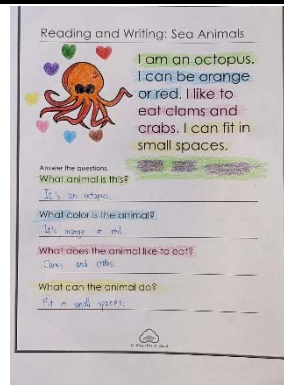 Reading and Writing: Sea Animals
I am an octopus.
I can be orange
or red. I like to
eat clams and
crabs. I can fit in
small spaces.
Answer the questions.
What animal is this?
It's an octopus.
What color is the animal?
It's orange or red
What does the animal like to eat?
Clams and crabs
What can the animal do?
Fit in small spaces.